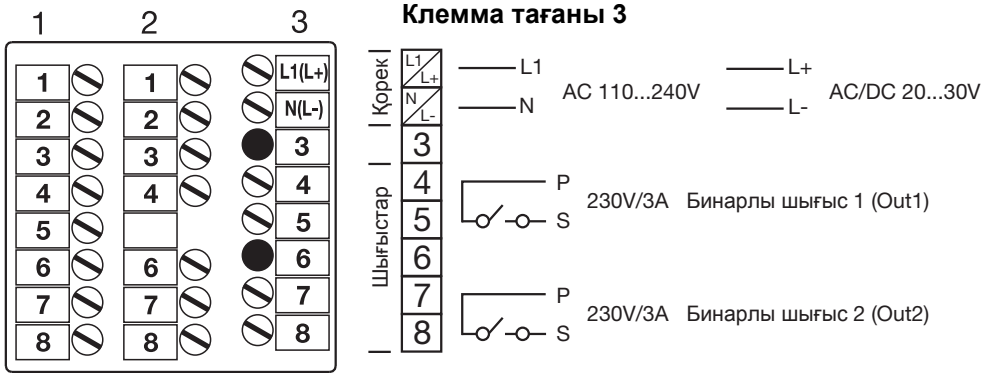 1 2 3 Клемма тағаны 3
1 1 L1(L+)
2 2 N(L-)
3 3 3
4 4 4
5 5
6 6 6
7 7 7
8 8 8
Қорек
L1/L+ L1 AC 110...240V L+ AC/DC 20...30V
N/L- N L-
3
Шығыстар
4 P
230V/3A Бинарлы шығыс 1 (Out1)
5 S
6
7 P
230V/3A Бинарлы шығыс 2 (Out2)
8 S